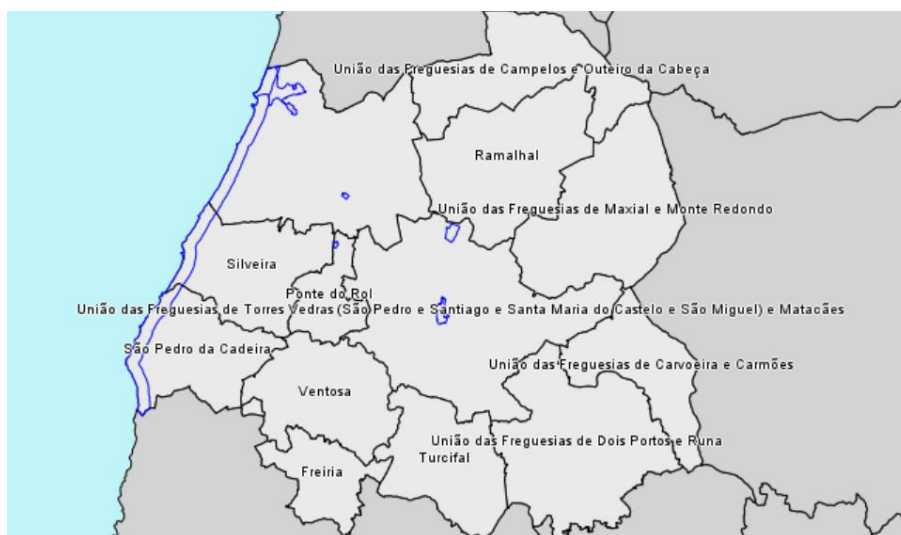 União das Freguesias de Campelos e Outeiro da Cabeça
Ramalhal
União das Freguesias de Maxial e Monte Redondo
Silveira
Ponte do Rol
União das Freguesias de Torres Vedras (São Pedro e Santiago e Santa Maria do Castelo e São Miguel) e Matacães
São Pedro da Cadeira
União das Freguesias de Carvoeira e Carmões
Ventosa
União das Freguesias de Dois Portos e Runa
Turcifal
Freiria